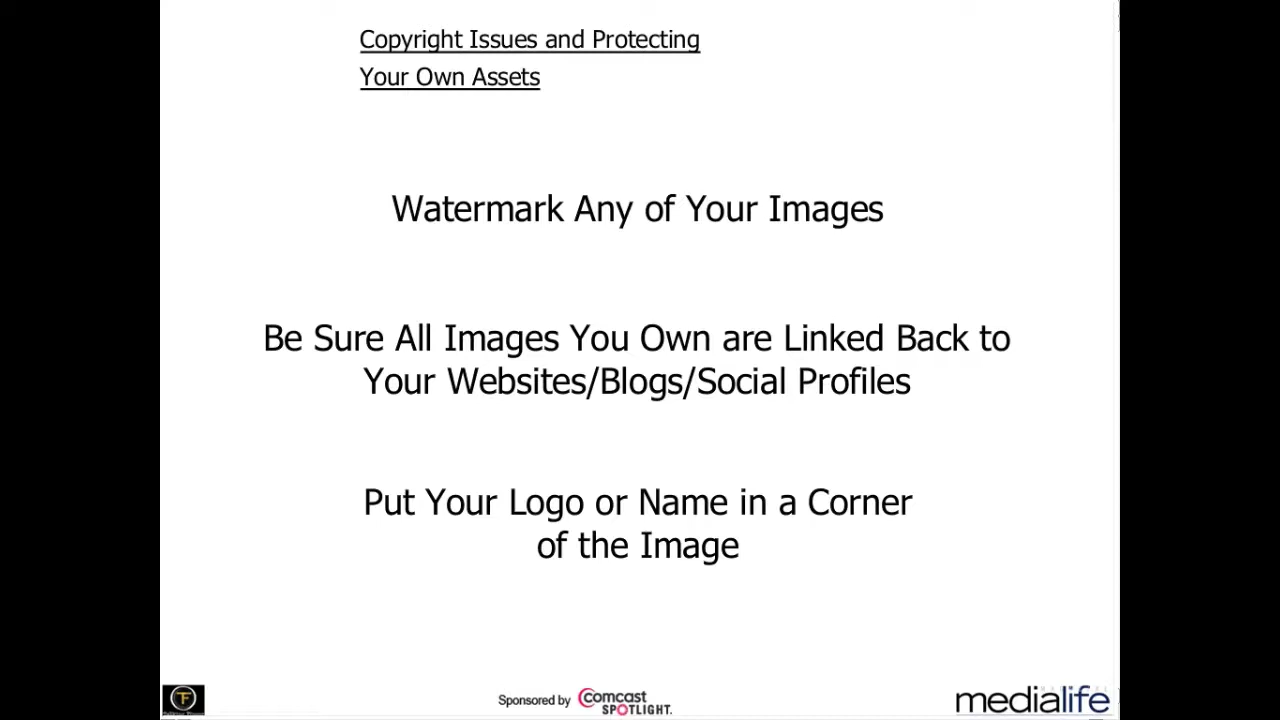 Copyright Issues and Protecting
Your Own Assets
Watermark Any of Your Images
Be Sure All Images You Own are Linked Back to
Your Websites/Blogs/Social Profiles
Put Your Logo or Name in a Corner
of the Image
Sponsored by Comcast
SPOTLIGHT.
medialife